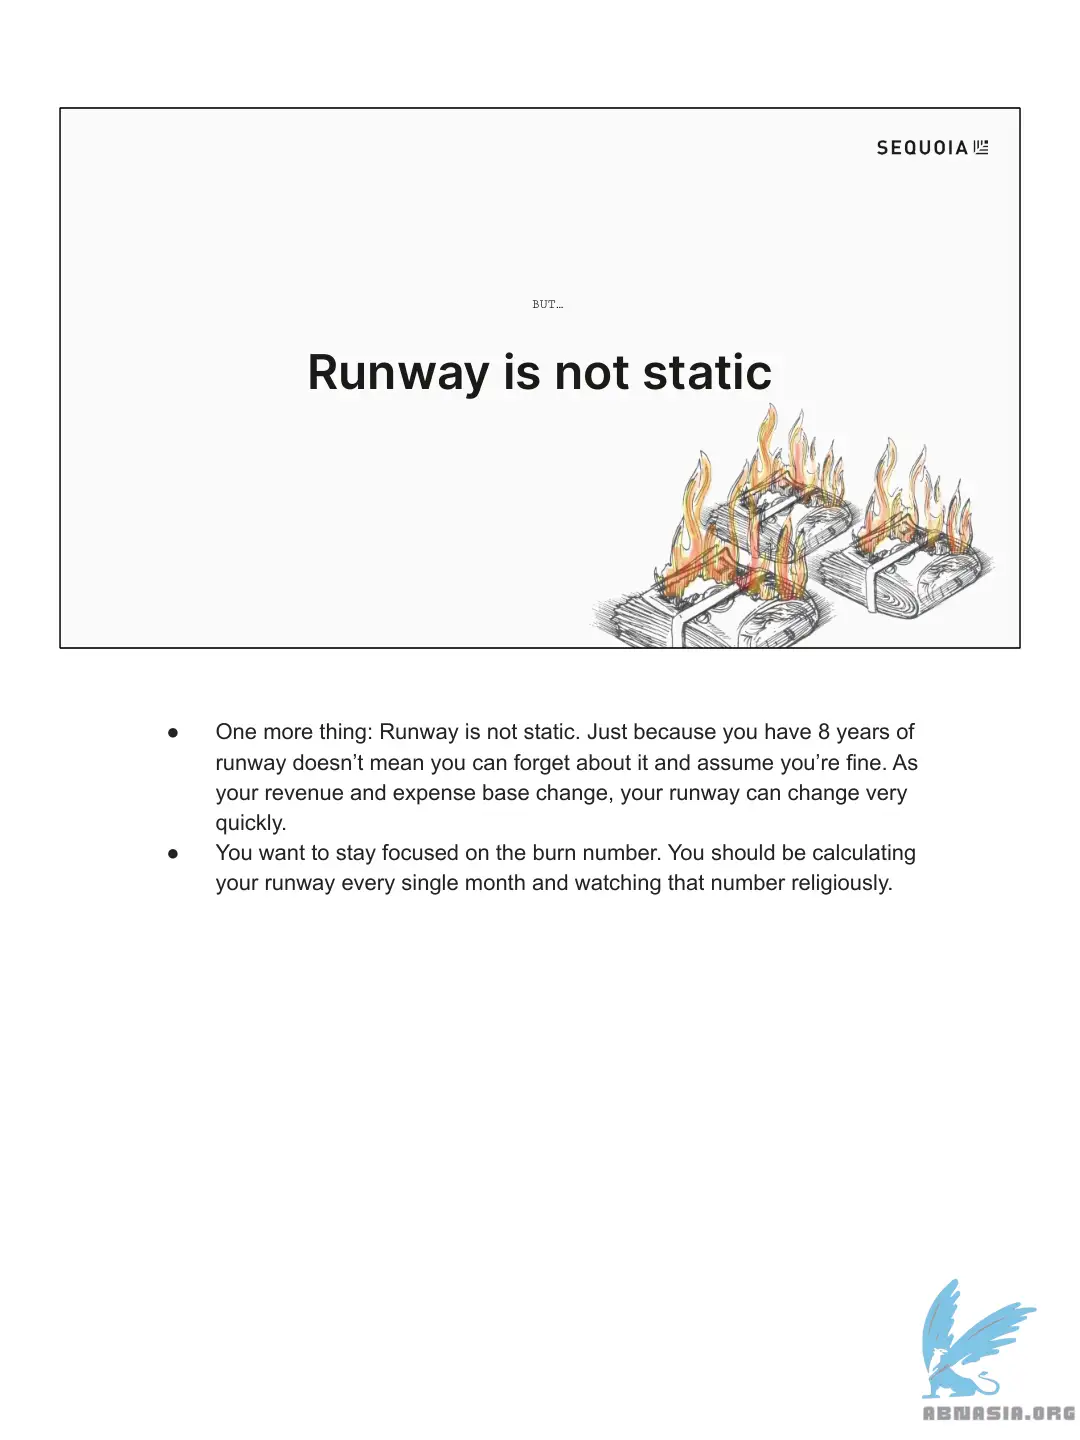 SEQUOIA
BUT…
Runway is not static
● One more thing: Runway is not static. Just because you have 8 years of
runway doesn’t mean you can forget about it and assume you’re fine. As
your revenue and expense base change, your runway can change very
quickly.
● You want to stay focused on the burn number. You should be calculating
your runway every single month and watching that number religiously.
ABNASIA.ORG